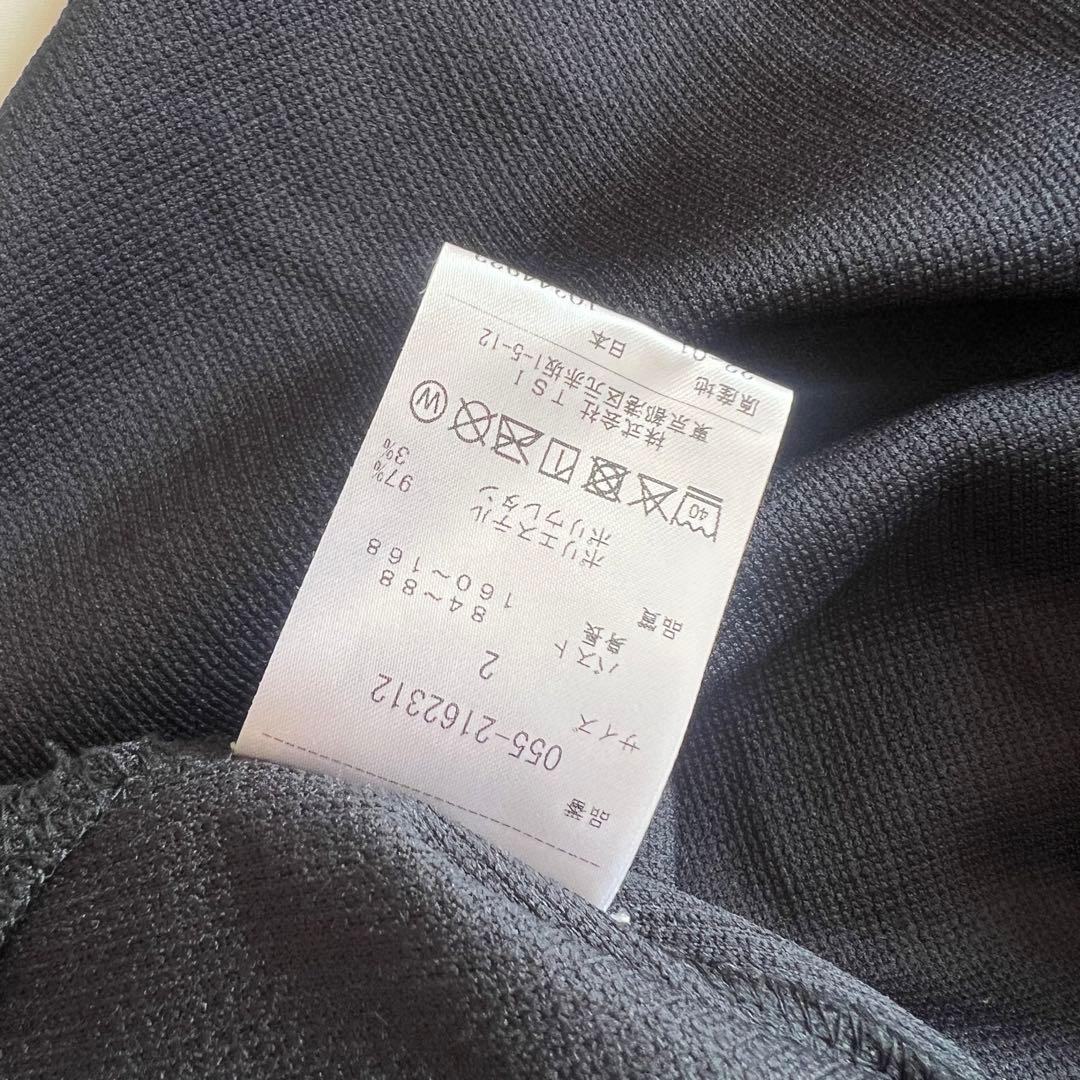 品番
055-2162312
サイズ 2
バスト 84～88
身長 160～168
品質
ポリエステル 97%
ポリウレタン 3%
40
W
株式会社 TSI
東京都港区元赤坂1-5-12
原産地 日本